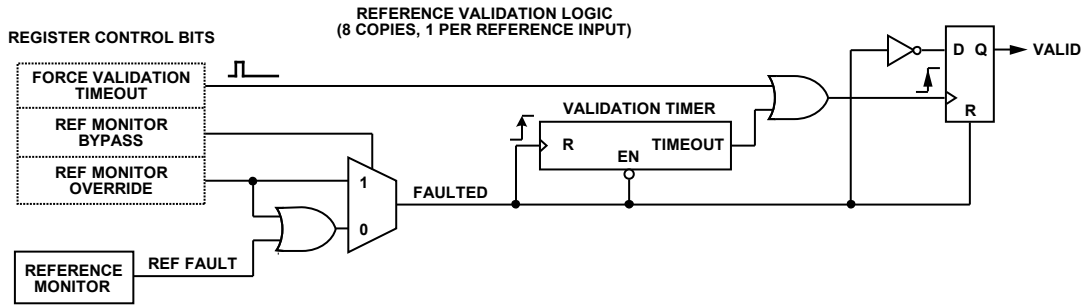 REFERENCE VALIDATION LOGIC
(8 COPIES, 1 PER REFERENCE INPUT)
REGISTER CONTROL BITS
FORCE VALIDATION
TIMEOUT
REF MONITOR
BYPASS
REF MONITOR
OVERRIDE
REFERENCE
MONITOR
REF FAULT
1
0
FAULTED
VALIDATION TIMER
R
EN
TIMEOUT
D Q
R
VALID